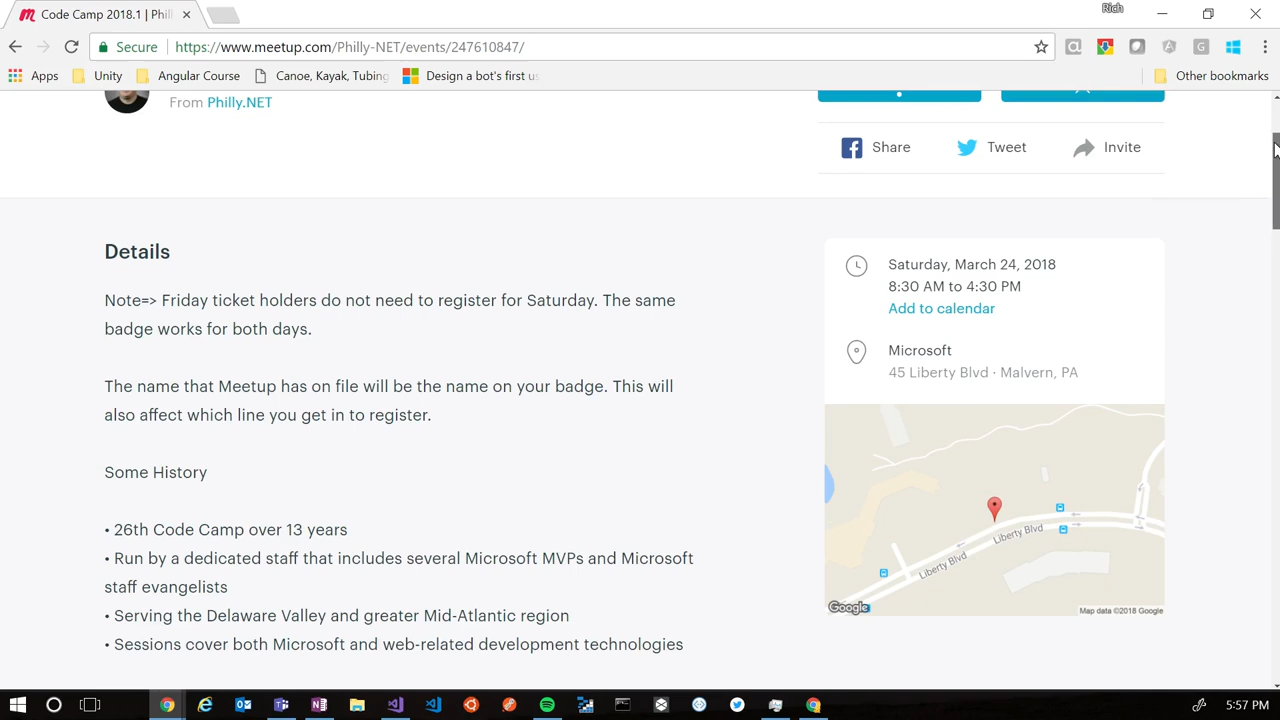 Code Camp 2018.1 | Phil
Rich
Secure
https://www.meetup.com/Philly-NET/events/247610847/
Apps
Unity
Angular Course
Canoe, Kayak, Tubing
Design a bot's first us
Other bookmarks
From Philly.NET
Share
Tweet
Invite
Details
Note=> Friday ticket holders do not need to register for Saturday. The same
badge works for both days.
The name that Meetup has on file will be the name on your badge. This will
also affect which line you get in to register.
Some History
• 26th Code Camp over 13 years
• Run by a dedicated staff that includes several Microsoft MVPs and Microsoft
staff evangelists
• Serving the Delaware Valley and greater Mid-Atlantic region
• Sessions cover both Microsoft and web-related development technologies
Saturday, March 24, 2018
8:30 AM to 4:30 PM
Add to calendar
Microsoft
45 Liberty Blvd · Malvern, PA
Liberty Blvd
Liberty Blvd
Google
Map data ©2018 Google
5:57 PM